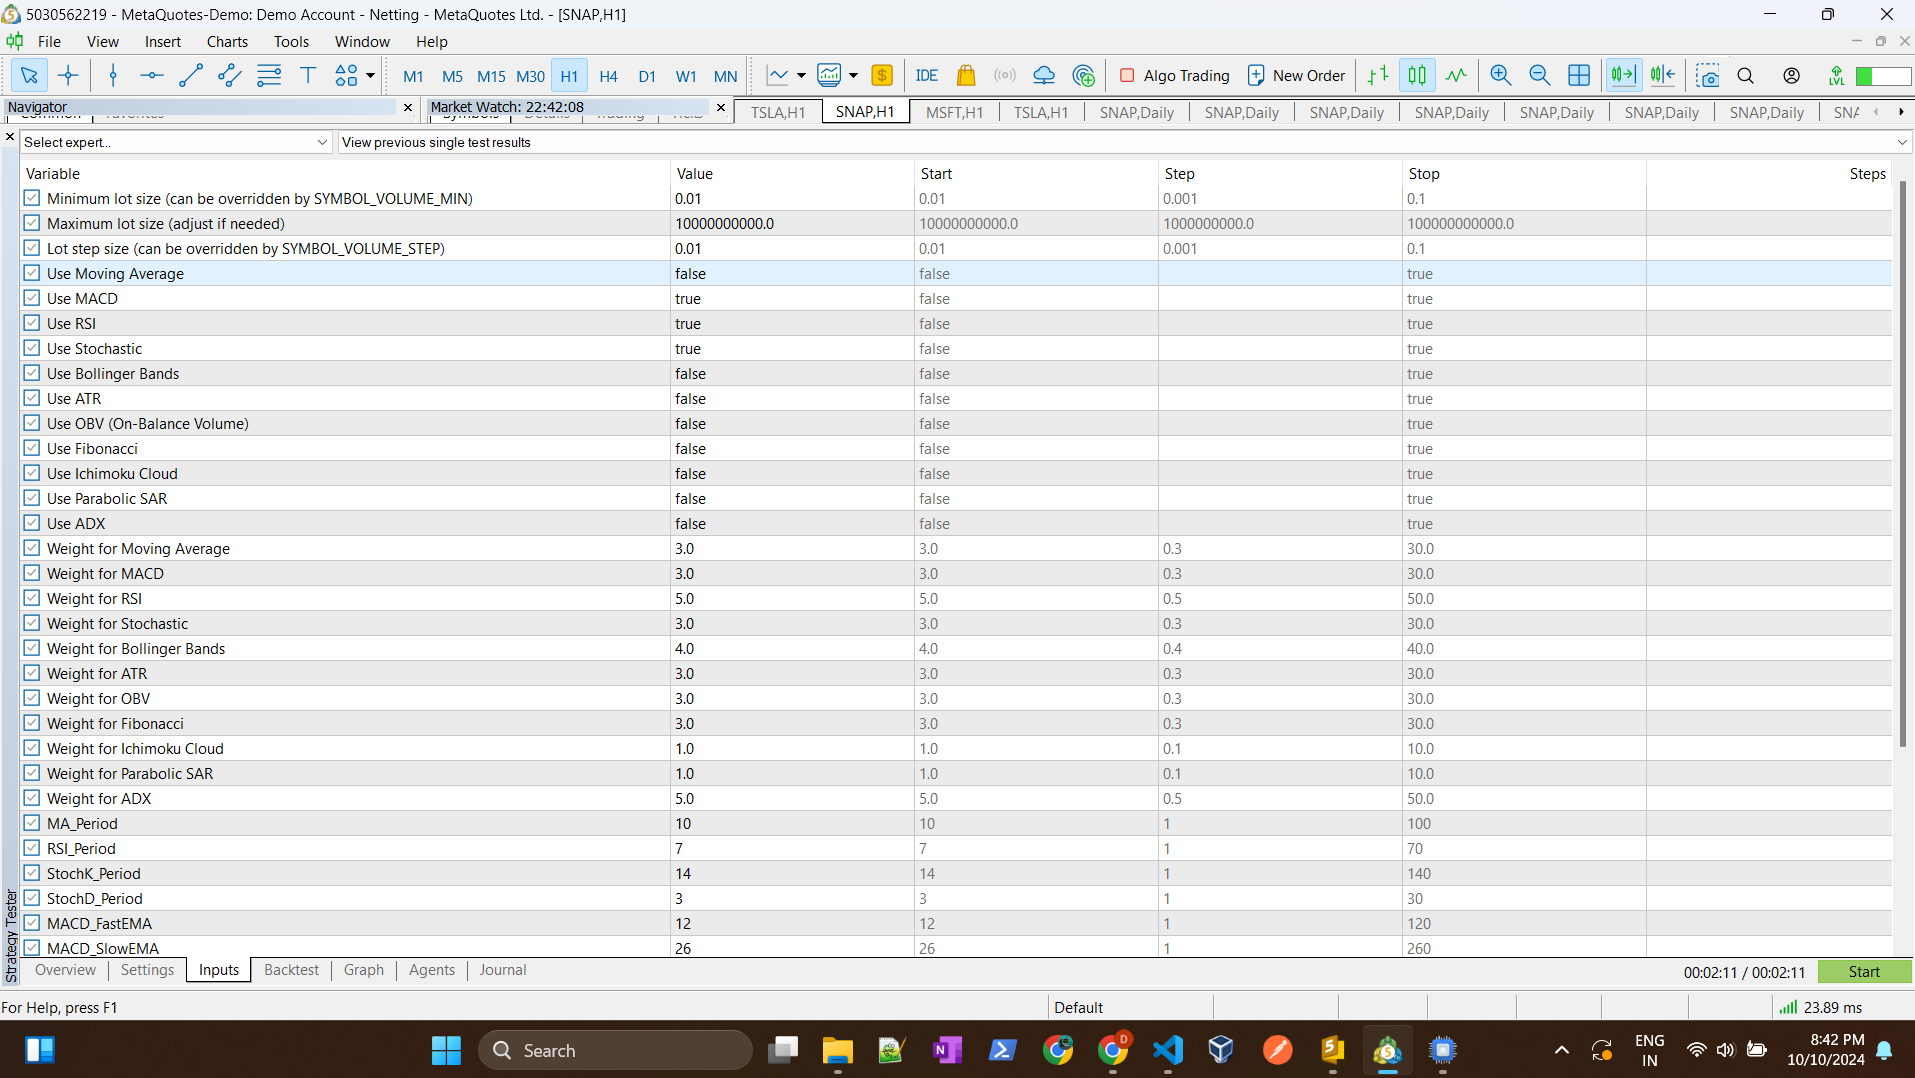 5030562219 - MetaQuotes-Demo: Demo Account - Netting - MetaQuotes Ltd. - [SNAP,H1]
File View Insert Charts Tools Window Help
M1 M5 M15 M30 H1 H4 D1 W1 MN IDE Algo Trading New Order LVL
Navigator Market Watch: 22:42:08 TSLA,H1 SNAP,H1 MSFT,H1 TSLA,H1 SNAP,Daily SNAP,Daily SNAP,Daily SNAP,Daily SNAP,Daily SNAP,Daily SNAP,Daily SNA
Common Favorites Symbols Details Trading Ticks
Select expert... View previous single test results
Variable Value Start Step Stop Steps
Minimum lot size (can be overridden by SYMBOL_VOLUME_MIN) 0.01 0.01 0.001 0.1
Maximum lot size (adjust if needed) 10000000000.0 10000000000.0 1000000000.0 100000000000.0
Lot step size (can be overridden by SYMBOL_VOLUME_STEP) 0.01 0.01 0.001 0.1
Use Moving Average false false true
Use MACD true false true
Use RSI true false true
Use Stochastic true false true
Use Bollinger Bands false false true
Use ATR false false true
Use OBV (On-Balance Volume) false false true
Use Fibonacci false false true
Use Ichimoku Cloud false false true
Use Parabolic SAR false false true
Use ADX false false true
Weight for Moving Average 3.0 3.0 0.3 30.0
Weight for MACD 3.0 3.0 0.3 30.0
Weight for RSI 5.0 5.0 0.5 50.0
Weight for Stochastic 3.0 3.0 0.3 30.0
Weight for Bollinger Bands 4.0 4.0 0.4 40.0
Weight for ATR 3.0 3.0 0.3 30.0
Weight for OBV 3.0 3.0 0.3 30.0
Weight for Fibonacci 3.0 3.0 0.3 30.0
Weight for Ichimoku Cloud 1.0 1.0 0.1 10.0
Weight for Parabolic SAR 1.0 1.0 0.1 10.0
Weight for ADX 5.0 5.0 0.5 50.0
MA_Period 10 10 1 100
RSI_Period 7 7 1 70
StochK_Period 14 14 1 140
StochD_Period 3 3 1 30
MACD_FastEMA 12 12 1 120
MACD_SlowEMA 26 26 1 260
Strategy Tester
Overview Settings Inputs Backtest Graph Agents Journal 00:02:11 / 00:02:11 Start
For Help, press F1 Default 23.89 ms
Search D ENG
IN
8:42 PM
10/10/2024